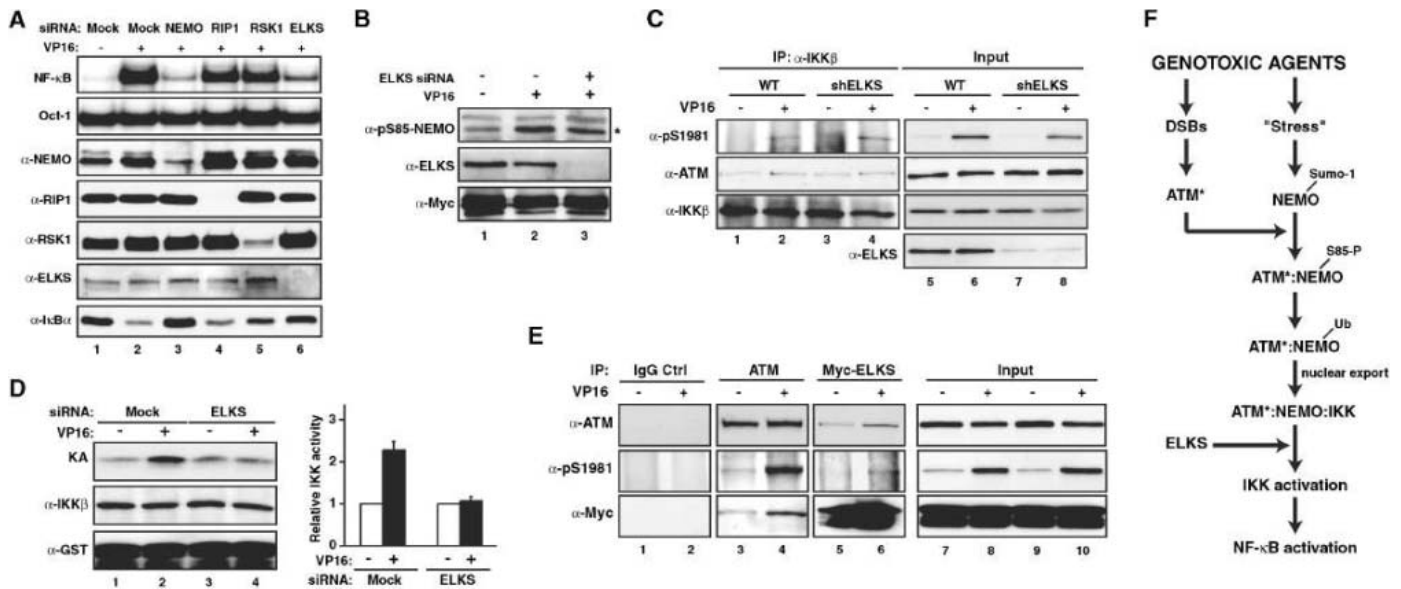 A
siRNA: Mock Mock NEMO RIP1 RSK1 ELKS
VP16: - + + + + +
NF-κB
Oct-1
α-NEMO
α-RIP1
α-RSK1
α-ELKS
α-IκBα
1 2 3 4 5 6
B
ELKS siRNA - - +
VP16 - + +
α-pS85-NEMO *
α-ELKS
α-Myc
1 2 3
C
IP: α-IKKβ Input
WT shELKS WT shELKS
VP16 - + - + - + - +
α-pS1981
α-ATM
α-IKKβ
1 2 3 4
α-ELKS
5 6 7 8
D
siRNA: Mock ELKS
VP16: - + - +
KA
α-IKKβ
α-GST
1 2 3 4
Relative IKK activity
3
2
1
0
VP16: - + - +
siRNA: Mock ELKS
E
IP: IgG Ctrl ATM Myc-ELKS Input
VP16 - + - + - + - + - +
α-ATM
α-pS1981
α-Myc
1 2 3 4 5 6 7 8 9 10
F
GENOTOXIC AGENTS
DSBs "Stress"
Sumo-1
ATM* NEMO
S85-P
ATM*:NEMO
Ub
ATM*:NEMO
nuclear export
ATM*:NEMO:IKK
ELKS
IKK activation
NF-κB activation